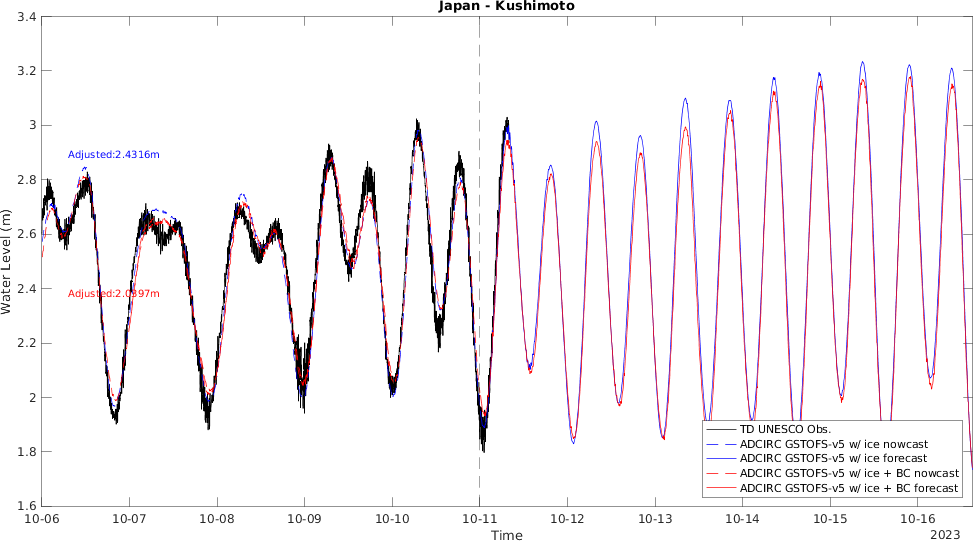 Japan - Kushimoto
Water Level (m)
3.4
3.2
3
2.8
2.6
2.4
2.2
2
1.8
1.6
Adjusted:2.4316m
Adjusted:2.0397m
TD UNESCO Obs.
ADCIRC GSTOFS-v5 w/ ice nowcast
ADCIRC GSTOFS-v5 w/ ice forecast
ADCIRC GSTOFS-v5 w/ ice + BC nowcast
ADCIRC GSTOFS-v5 w/ ice + BC forecast
10-06 10-07 10-08 10-09 10-10 10-11 10-12 10-13 10-14 10-15 10-16
Time
2023